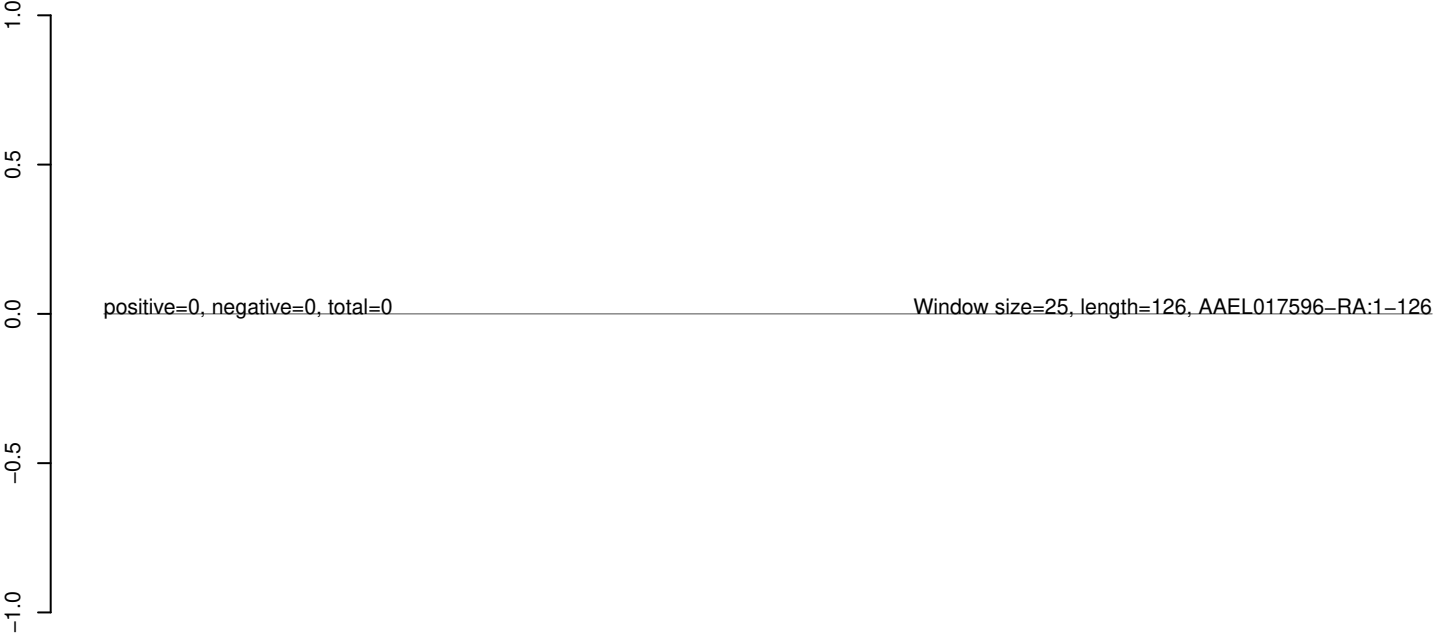 1.0
0.5
0.0
−0.5
−1.0
positive=0, negative=0, total=0
Window size=25, length=126, AAEL017596−RA:1−126